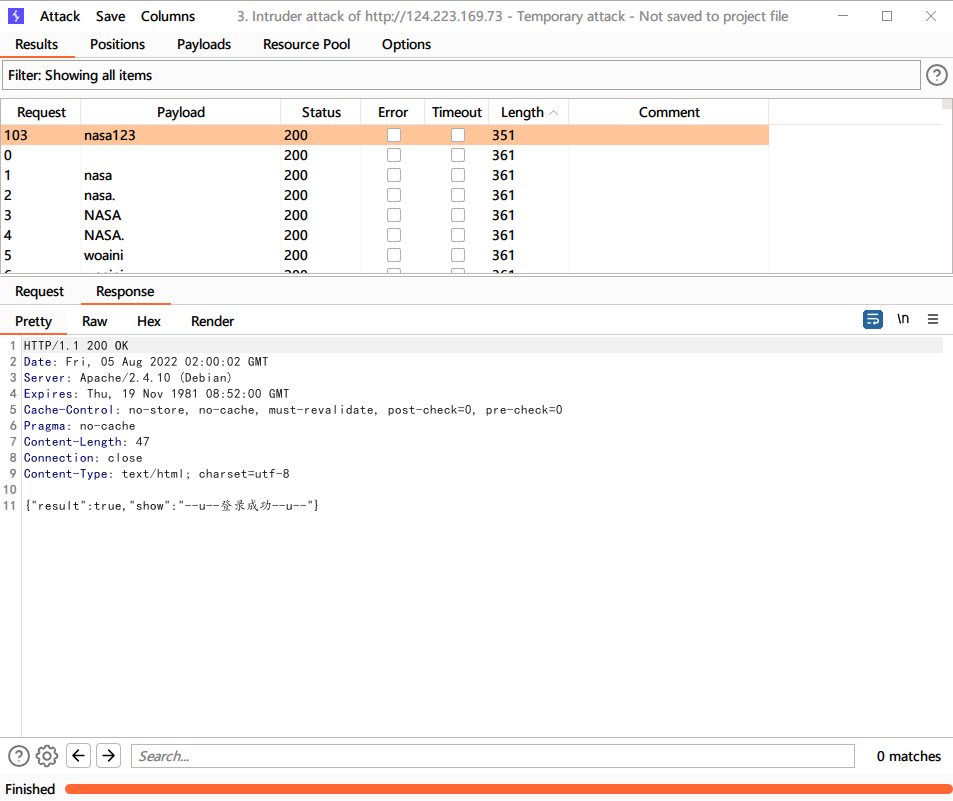 Attack Save Columns 3. Intruder attack of http://124.223.169.73 - Temporary attack - Not saved to project file
Results Positions Payloads Resource Pool Options
Filter: Showing all items
Request Payload Status Error Timeout Length Comment
103 nasa123 200 351
0 200 361
1 nasa 200 361
2 nasa. 200 361
3 NASA 200 361
4 NASA. 200 361
5 woaini 200 361
Request Response
Pretty Raw Hex Render \n
1 HTTP/1.1 200 OK
2 Date: Fri, 05 Aug 2022 02:00:02 GMT
3 Server: Apache/2.4.10 (Debian)
4 Expires: Thu, 19 Nov 1981 08:52:00 GMT
5 Cache-Control: no-store, no-cache, must-revalidate, post-check=0, pre-check=0
6 Pragma: no-cache
7 Content-Length: 47
8 Connection: close
9 Content-Type: text/html; charset=utf-8
10
11 {"result":true,"show":"--u--登录成功--u--"}
Search... 0 matches
Finished